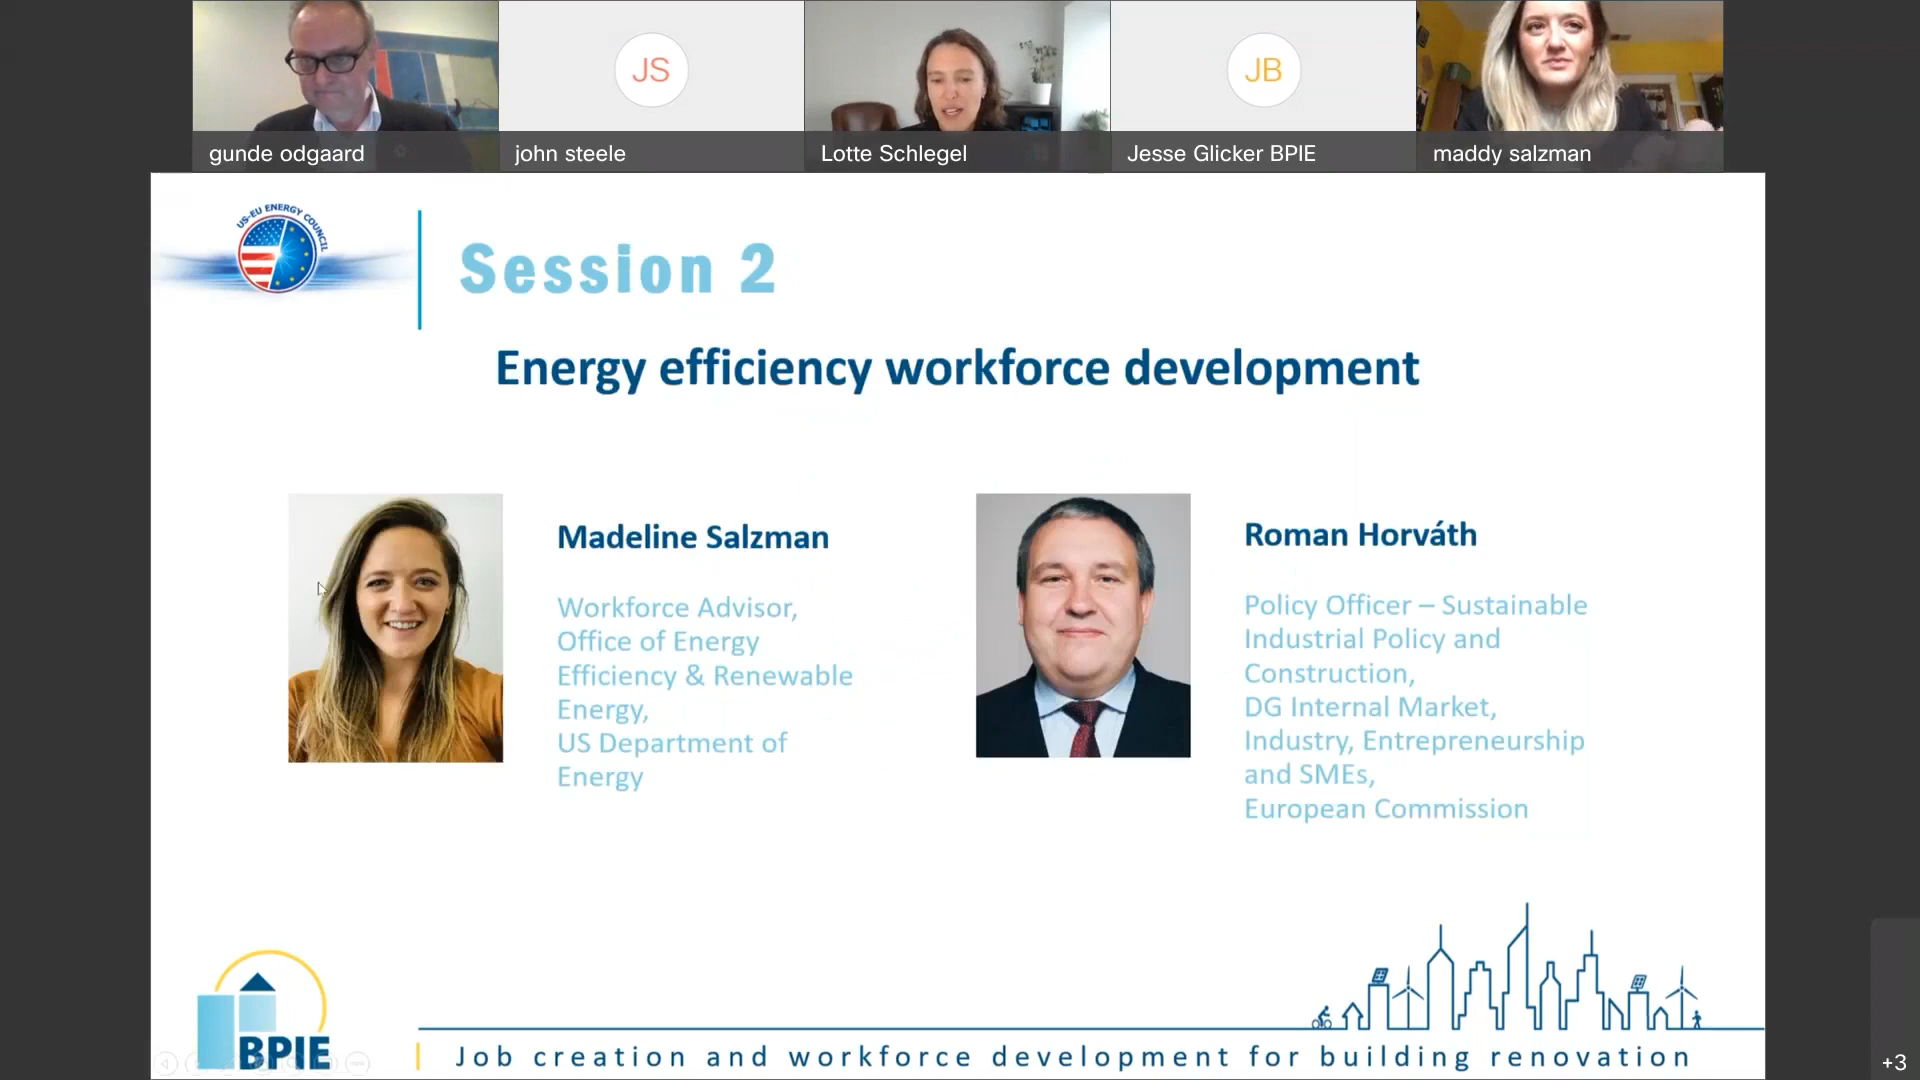 JS
JB
gunde odgaard
john steele
Lotte Schlegel
Jesse Glicker BPIE
maddy salzman
US-EU ENERGY COUNCIL
Session 2
Energy efficiency workforce development
Madeline Salzman
Workforce Advisor,
Office of Energy
Efficiency & Renewable
Energy,
US Department of
Energy
Roman Horváth
Policy Officer – Sustainable
Industrial Policy and
Construction,
DG Internal Market,
Industry, Entrepreneurship
and SMEs,
European Commission
BPIE
Job creation and workforce development for building renovation
+3